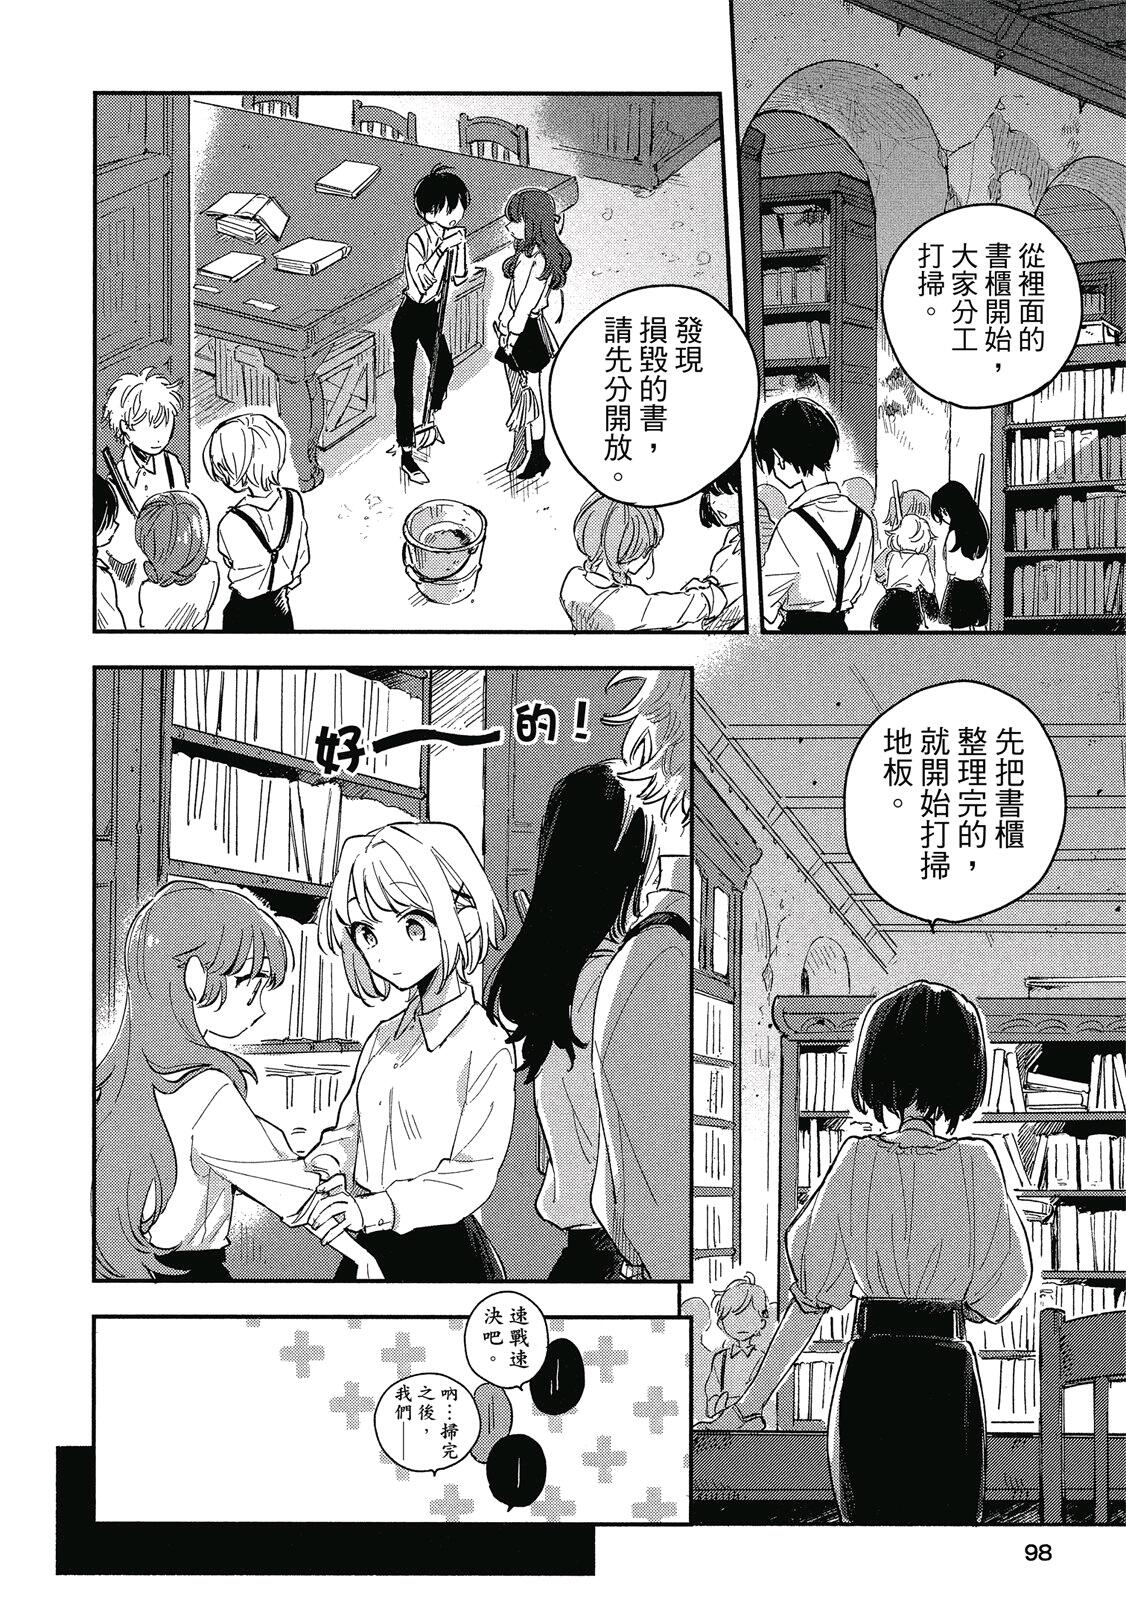 從裡面的
書櫃開始，
大家分工
打掃。
發現
損毀的書，
請先分開放。
先把書櫃
整理完的，
就開始打掃
地板。
好——的！
速戰速
決吧。
吶…掃完
之後，
我們——
98